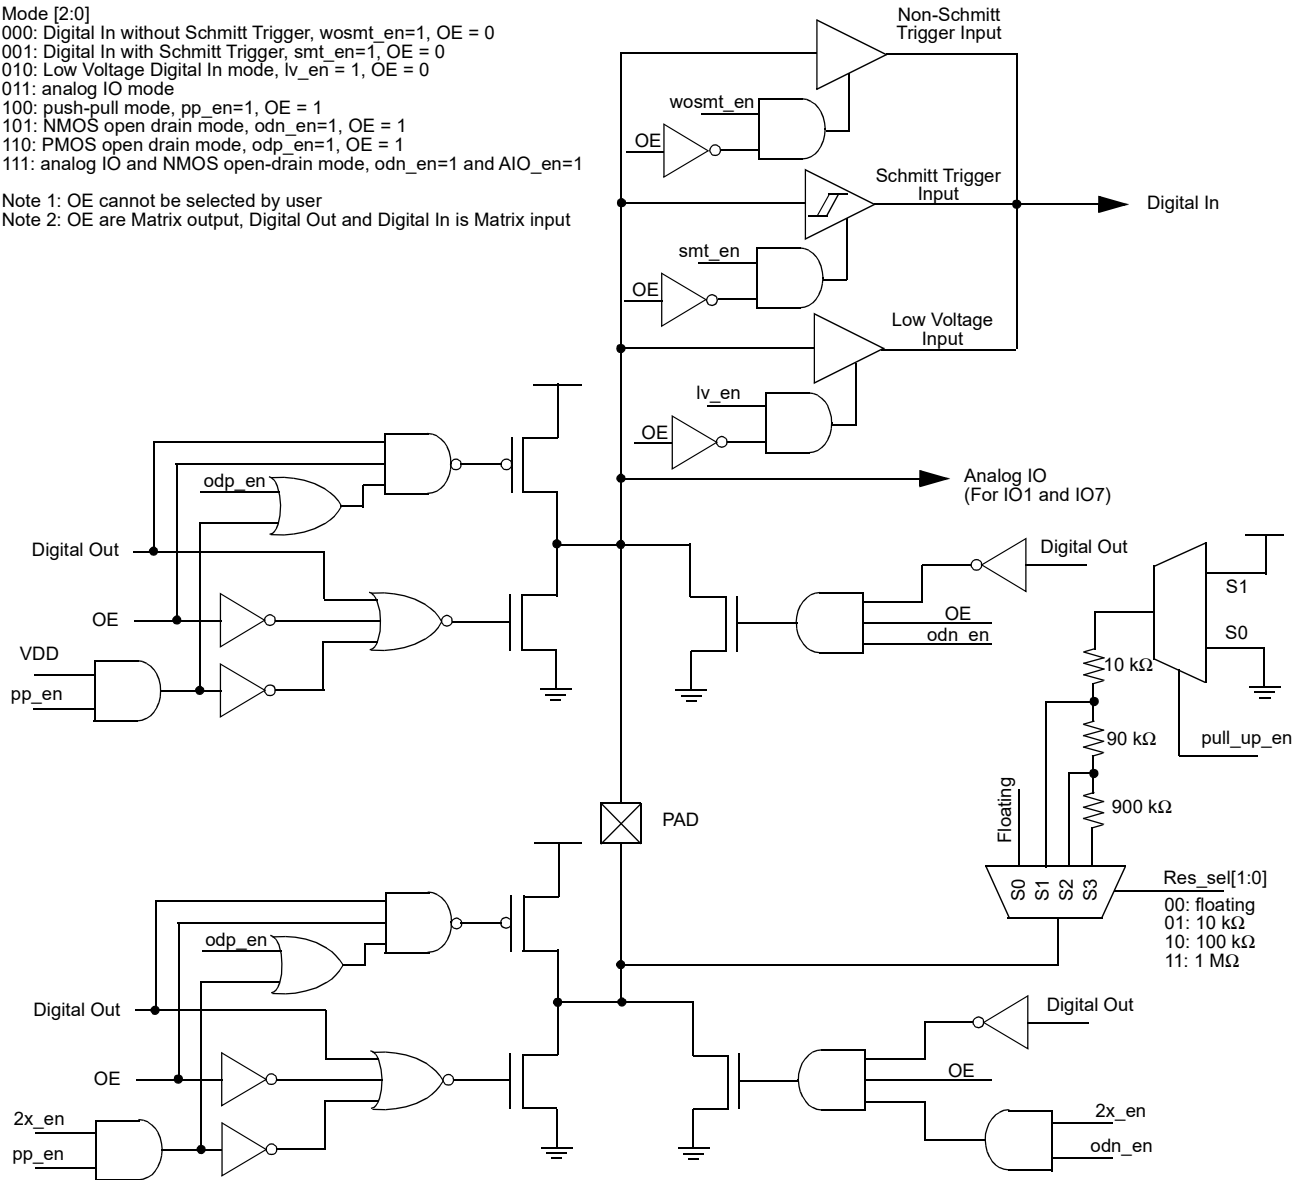 Mode [2:0]
000: Digital In without Schmitt Trigger, wosmt_en=1, OE = 0
001: Digital In with Schmitt Trigger, smt_en=1, OE = 0
010: Low Voltage Digital In mode, lv_en = 1, OE = 0
011: analog IO mode
100: push-pull mode, pp_en=1, OE = 1
101: NMOS open drain mode, odn_en=1, OE = 1
110: PMOS open drain mode, odp_en=1, OE = 1
111: analog IO and NMOS open-drain mode, odn_en=1 and AIO_en=1
Note 1: OE cannot be selected by user
Note 2: OE are Matrix output, Digital Out and Digital In is Matrix input
Non-Schmitt
Trigger Input
wosmt_en
OE
Schmitt Trigger
Input
Digital In
smt_en
OE
Low Voltage
Input
lv_en
OE
Analog IO
(For IO1 and IO7)
odp_en
Digital Out
OE
VDD
pp_en
Digital Out
OE
odn_en
S1
S0
10 kΩ
90 kΩ
pull_up_en
900 kΩ
Floating
PAD
S0
S1
S2
S3
Res_sel[1:0]
00: floating
01: 10 kΩ
10: 100 kΩ
11: 1 MΩ
odp_en
Digital Out
OE
2x_en
pp_en
Digital Out
OE
2x_en
odn_en